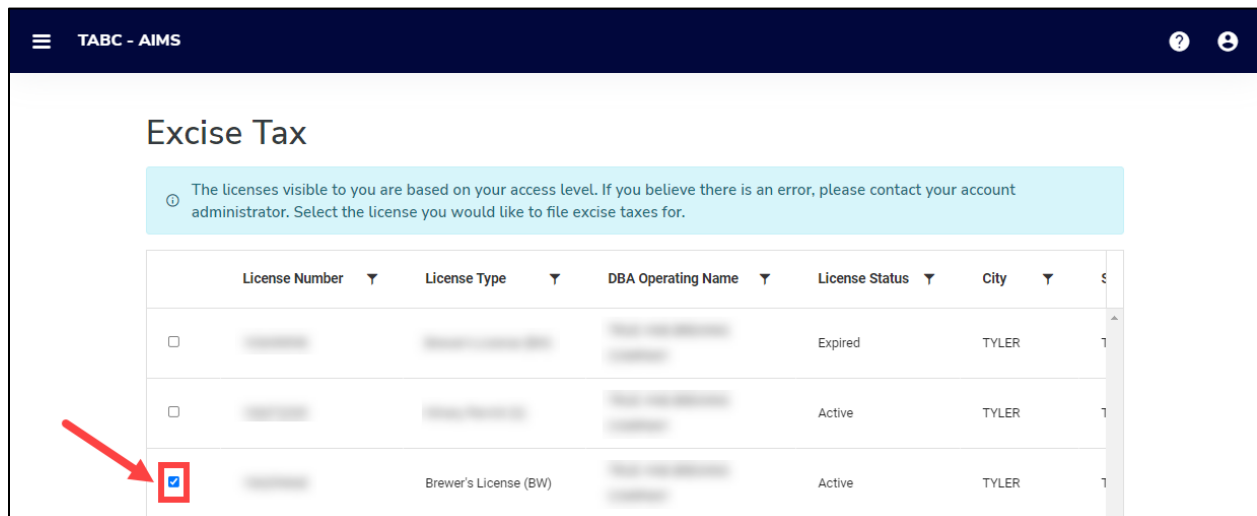 TABC - AIMS
Excise Tax
The licenses visible to you are based on your access level. If you believe there is an error, please contact your account
administrator. Select the license you would like to file excise taxes for.
License Number License Type DBA Operating Name License Status City
Expired TYLER
Active TYLER
Brewer's License (BW) Active TYLER